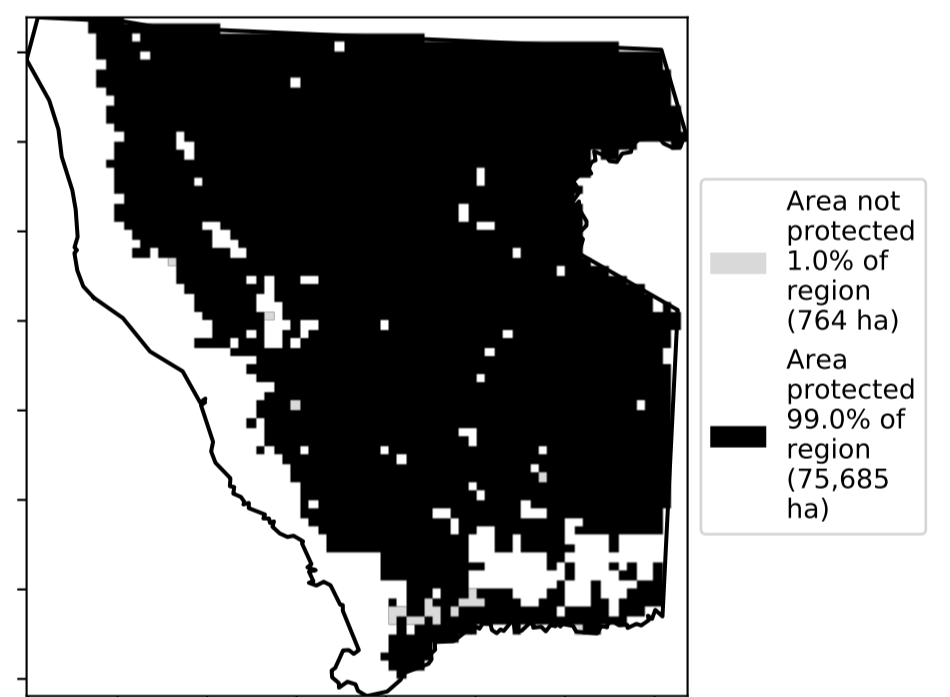 Area not
protected
1.0% of
region
(764 ha)
Area
protected
99.0% of
region
(75,685
ha)